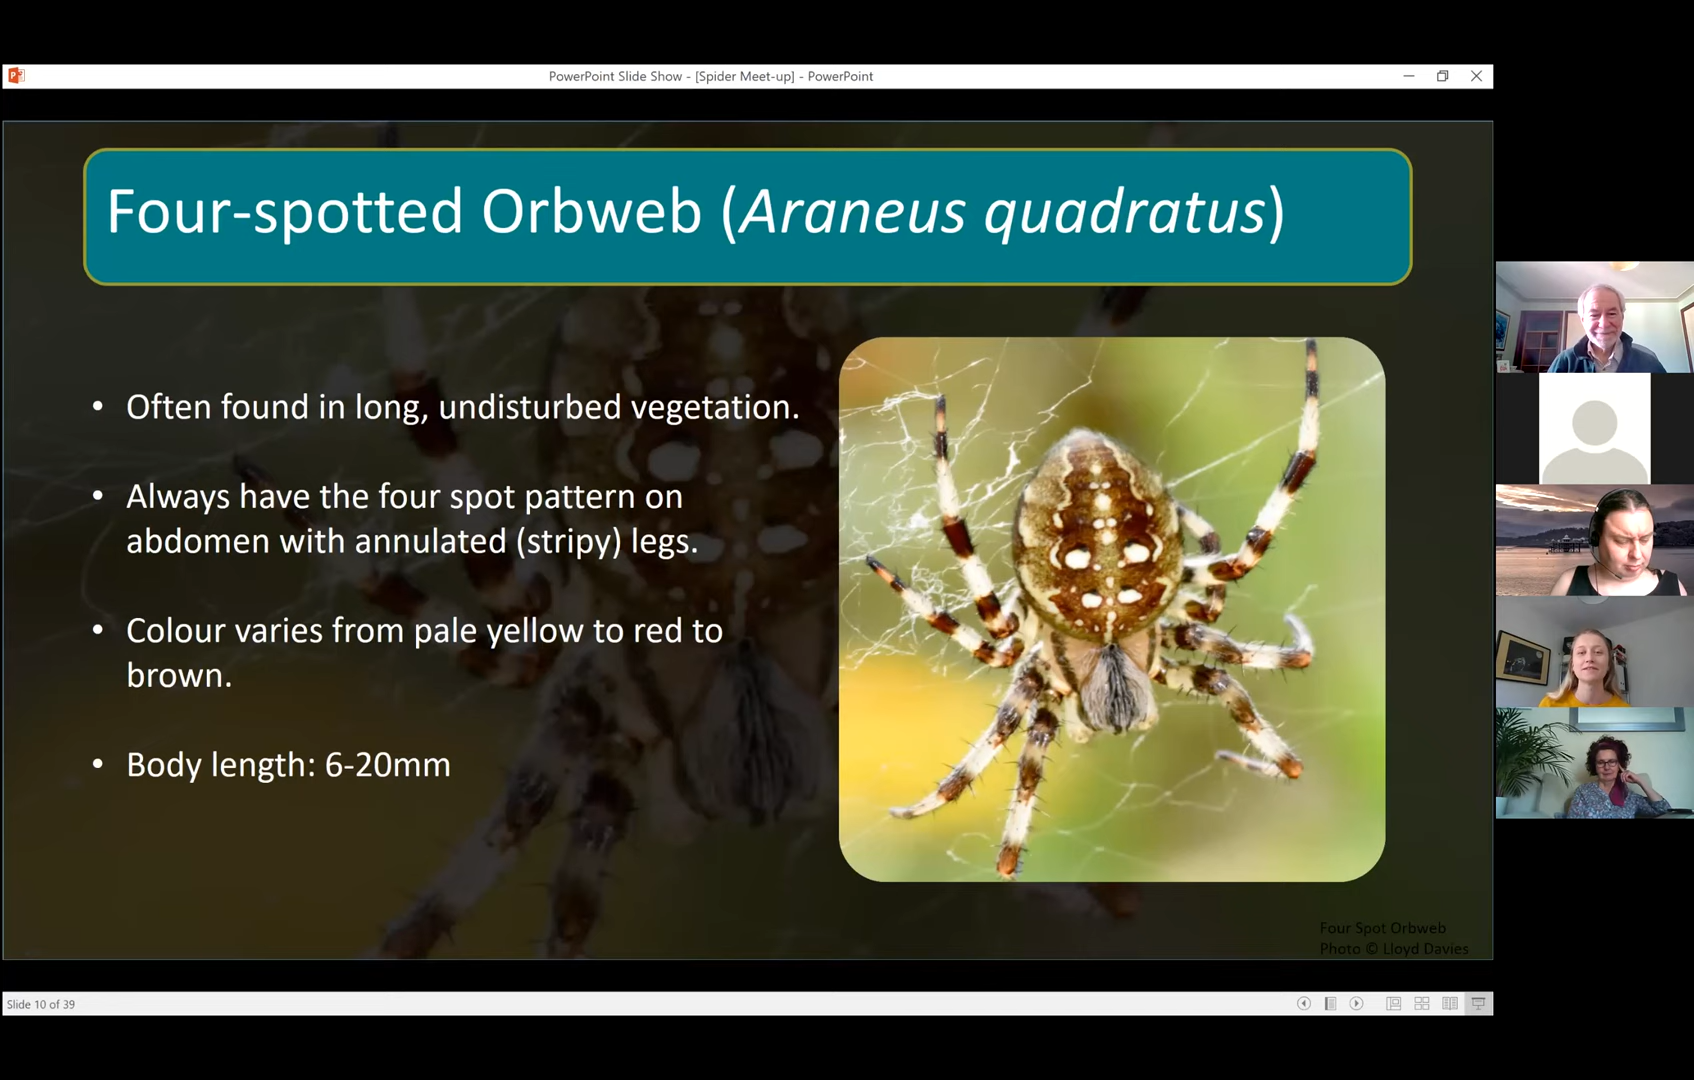 PowerPoint Slide Show - [Spider Meet-up] - PowerPoint
Four-spotted Orbweb (Araneus quadratus)
• Often found in long, undisturbed vegetation.
• Always have the four spot pattern on
abdomen with annulated (stripy) legs.
• Colour varies from pale yellow to red to
brown.
• Body length: 6-20mm
Four Spot Orbweb
Photo © Lloyd Davies
Slide 10 of 39